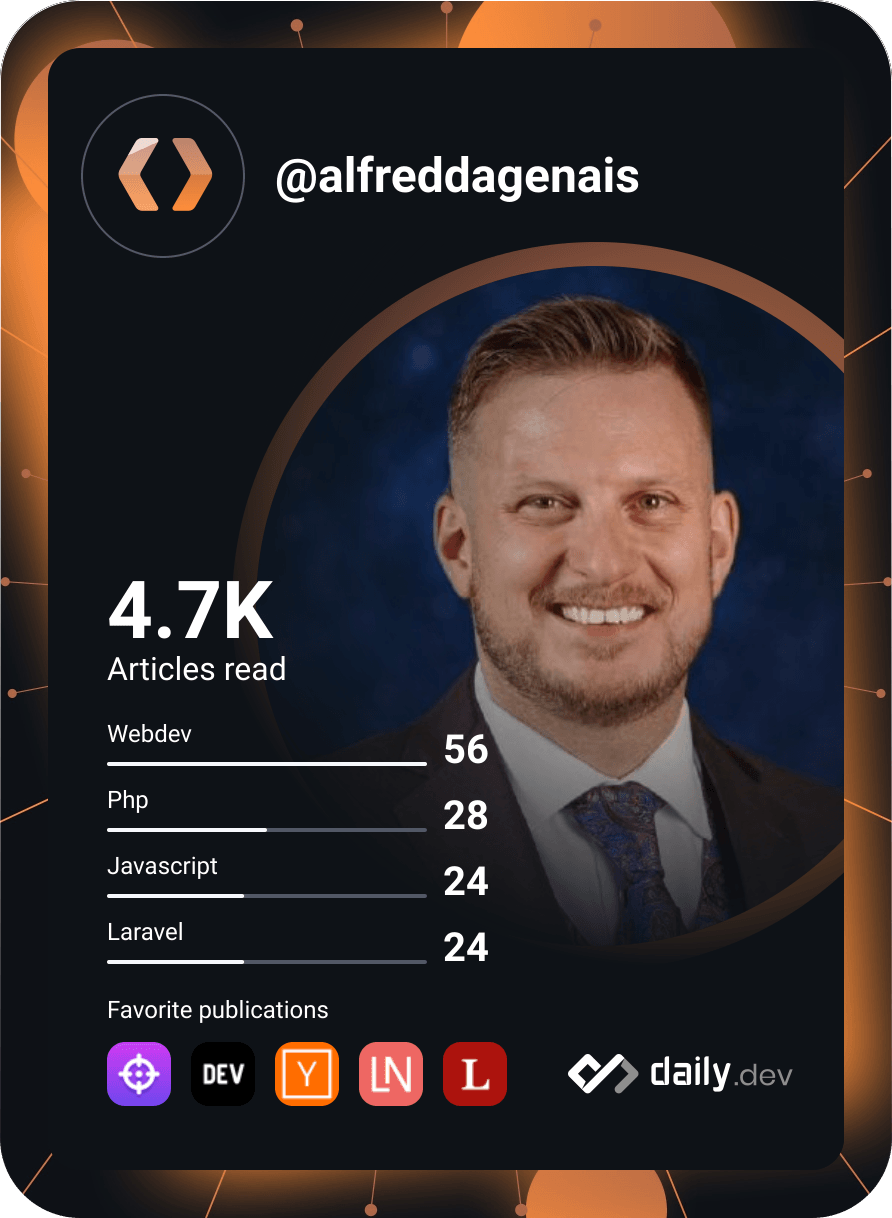 @alfreddagenais
4.7K
Articles read
Webdev
56
Php
28
Javascript
24
Laravel
24
Favorite publications
DEV
Y
LN
L
daily.dev